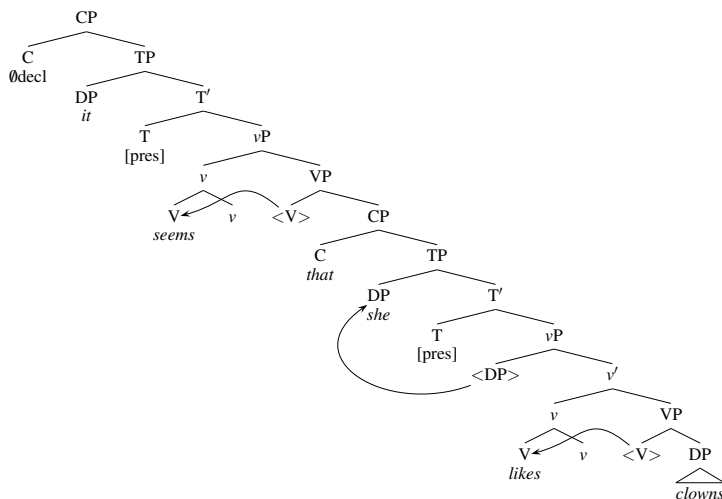 CP
C TP
∅decl
DP T′
it
T vP
[pres]
v VP
V v <V> CP
seems
C TP
that
DP T′
she
T vP
[pres]
<DP> v′
v VP
V v <V> DP
likes clowns